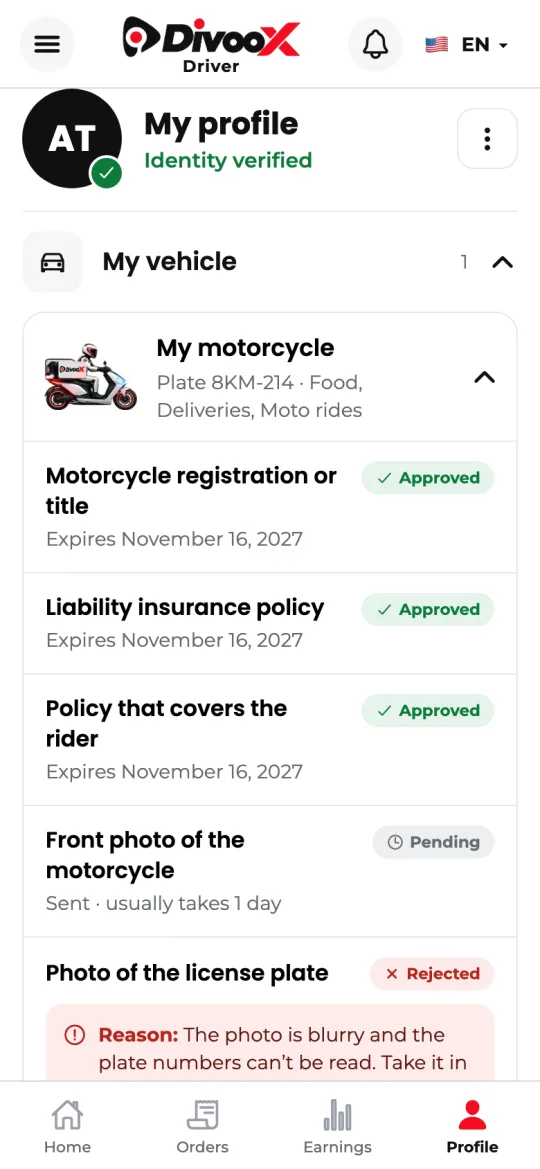 DivooX
Driver
EN
AT
My profile
Identity verified
My vehicle
1
DivooX
My motorcycle
Plate 8KM-214 · Food,
Deliveries, Moto rides
Motorcycle registration or
title
Approved
Expires November 16, 2027
Liability insurance policy
Approved
Expires November 16, 2027
Policy that covers the
rider
Approved
Expires November 16, 2027
Front photo of the
motorcycle
Pending
Sent · usually takes 1 day
Photo of the license plate
Rejected
Reason: The photo is blurry and the
plate numbers can’t be read. Take it in
Home
Orders
Earnings
Profile